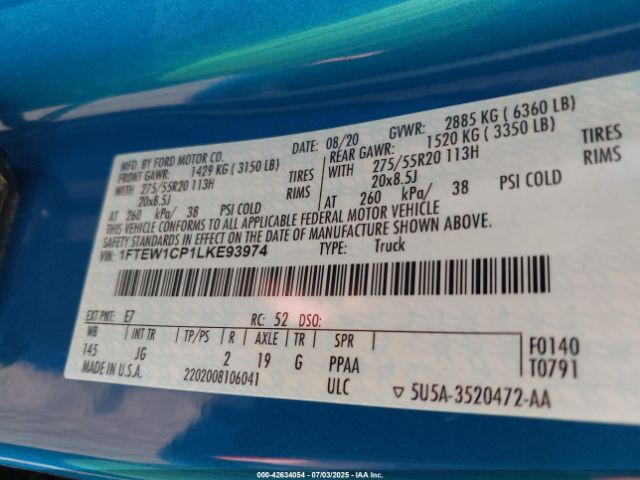 MFD. BY FORD MOTOR CO.
DATE: 08/20 GVWR: 2885 KG ( 6360 LB)
FRONT GAWR: 1429 KG ( 3150 LB)
REAR GAWR: 1520 KG ( 3350 LB)
WITH 275/55R20 113H TIRES
275/55R20 113H TIRES
20x8.5J RIMS
20x8.5J RIMS
AT 260 kPa/ 38 PSI COLD
AT 260 kPa/ 38 PSI COLD
THIS VEHICLE CONFORMS TO ALL APPLICABLE FEDERAL MOTOR VEHICLE
SAFETY STANDARDS IN EFFECT ON THE DATE OF MANUFACTURE SHOWN ABOVE.
VIN: 1FTEW1CP1LKE93974 TYPE: Truck
EXT PNT: E7 RC: 52 DSO:
WB INT TR TP/PS R AXLE TR SPR
145 JG 2 19 G PPAA
F0140
T0791
MADE IN U.S.A. 2202008106041 ULC
5U5A-3520472-AA
000-42634054 | 07/03/2025 | IAA INC.